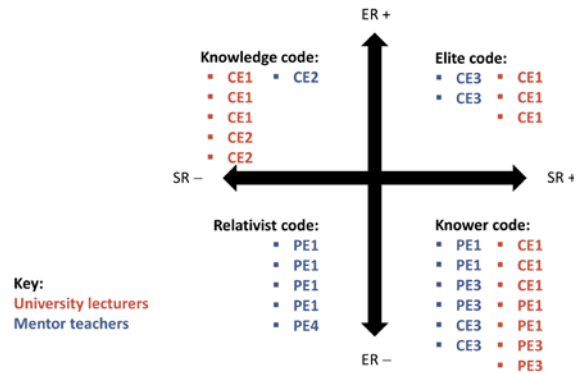 ER +
Knowledge code:
▪ CE1 ▪ CE2
▪ CE1
▪ CE1
▪ CE2
▪ CE2
Elite code:
▪ CE3 ▪ CE1
▪ CE3 ▪ CE1
▪ CE1
SR –
SR +
Relativist code:
▪ PE1
▪ PE1
▪ PE1
▪ PE1
▪ PE4
Knower code:
▪ PE1 ▪ CE1
▪ PE1 ▪ CE1
▪ PE3 ▪ CE1
▪ PE3 ▪ PE1
▪ CE3 ▪ PE1
▪ CE3 ▪ PE3
▪ PE3
Key:
University lecturers
Mentor teachers
ER –